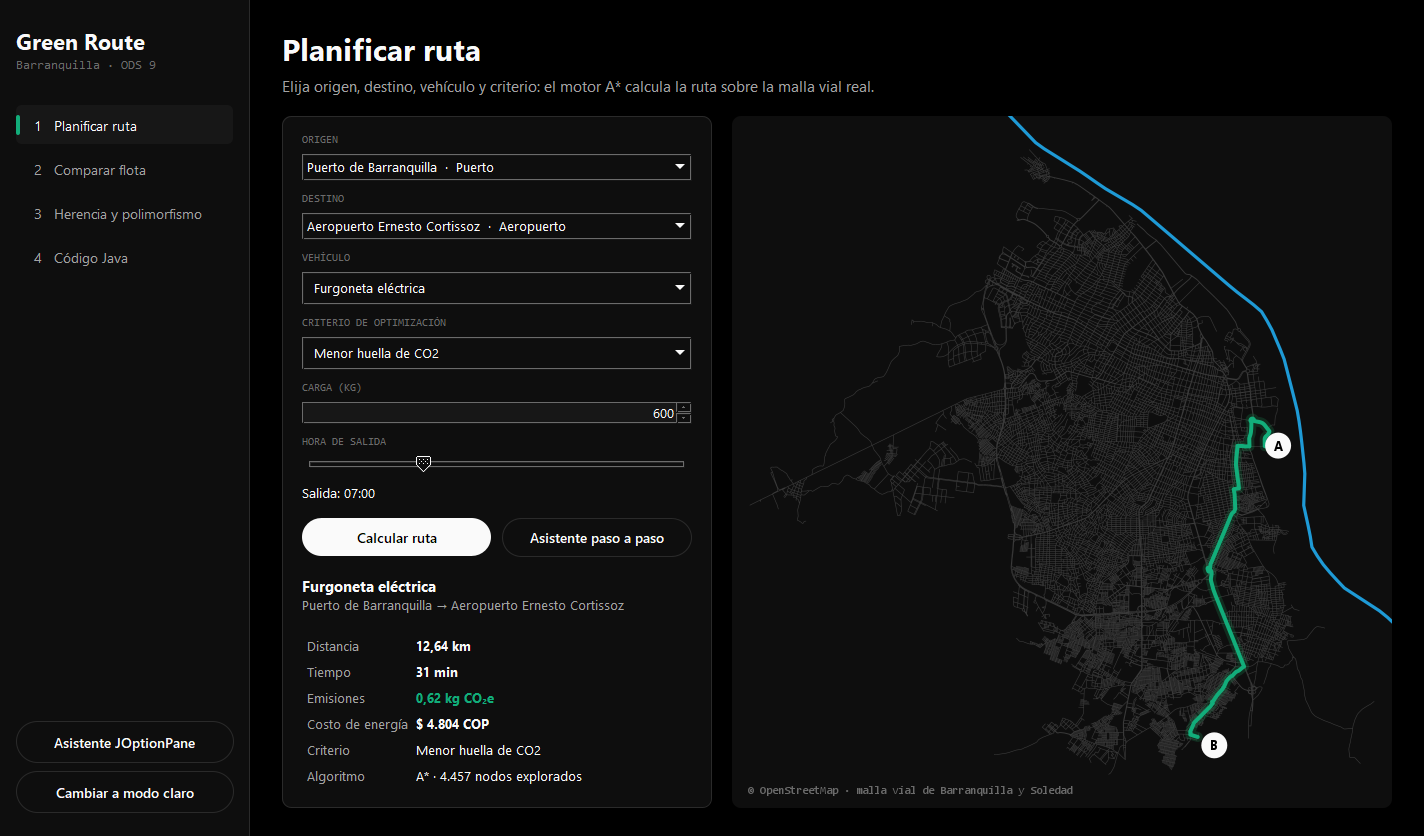 Green Route
Barranquilla · ODS 9
1 Planificar ruta
2 Comparar flota
3 Herencia y polimorfismo
4 Código Java
Asistente JOptionPane
Cambiar a modo claro
Planificar ruta
Elija origen, destino, vehículo y criterio: el motor A* calcula la ruta sobre la malla vial real.
ORIGEN
Puerto de Barranquilla · Puerto
DESTINO
Aeropuerto Ernesto Cortissoz · Aeropuerto
VEHÍCULO
Furgoneta eléctrica
CRITERIO DE OPTIMIZACIÓN
Menor huella de CO2
CARGA (KG)
600
HORA DE SALIDA
Salida: 07:00
Calcular ruta
Asistente paso a paso
Furgoneta eléctrica
Puerto de Barranquilla → Aeropuerto Ernesto Cortissoz
Distancia 12,64 km
Tiempo 31 min
Emisiones 0,62 kg CO₂e
Costo de energía $ 4.804 COP
Criterio Menor huella de CO2
Algoritmo A* · 4.457 nodos explorados
A
B
© OpenStreetMap · malla vial de Barranquilla y Soledad